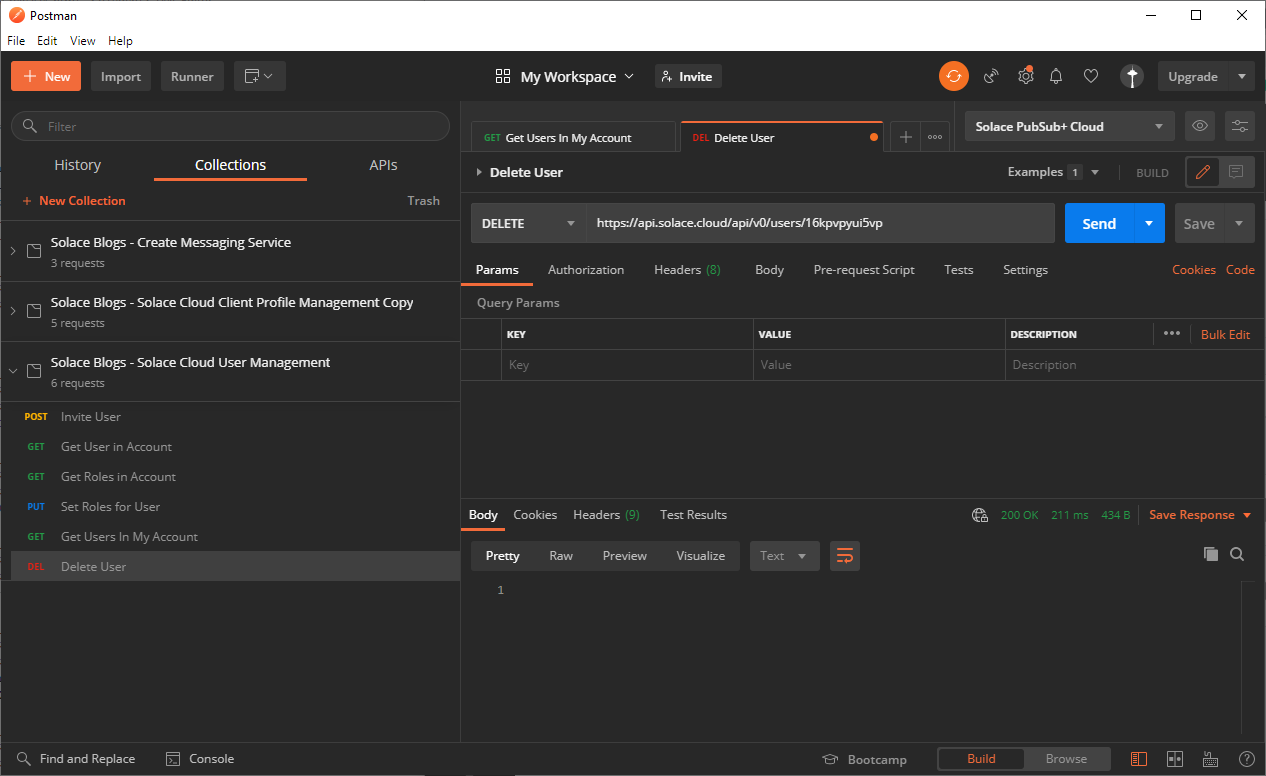 Postman
File Edit View Help
+ New Import Runner My Workspace Invite Upgrade
Filter
History Collections APIs
+ New Collection Trash
Solace Blogs - Create Messaging Service
3 requests
Solace Blogs - Solace Cloud Client Profile Management Copy
5 requests
Solace Blogs - Solace Cloud User Management
6 requests
POST Invite User
GET Get User in Account
GET Get Roles in Account
PUT Set Roles for User
GET Get Users In My Account
DEL Delete User
GET Get Users In My Account DEL Delete User + ••• Solace PubSub+ Cloud
Delete User Examples 1 BUILD
DELETE https://api.solace.cloud/api/v0/users/16kpvpyui5vp Send Save
Params Authorization Headers (8) Body Pre-request Script Tests Settings Cookies Code
Query Params
KEY VALUE DESCRIPTION ••• Bulk Edit
Key Value Description
Body Cookies Headers (9) Test Results 200 OK 211 ms 434 B Save Response
Pretty Raw Preview Visualize Text
1
Find and Replace Console Bootcamp Build Browse ?